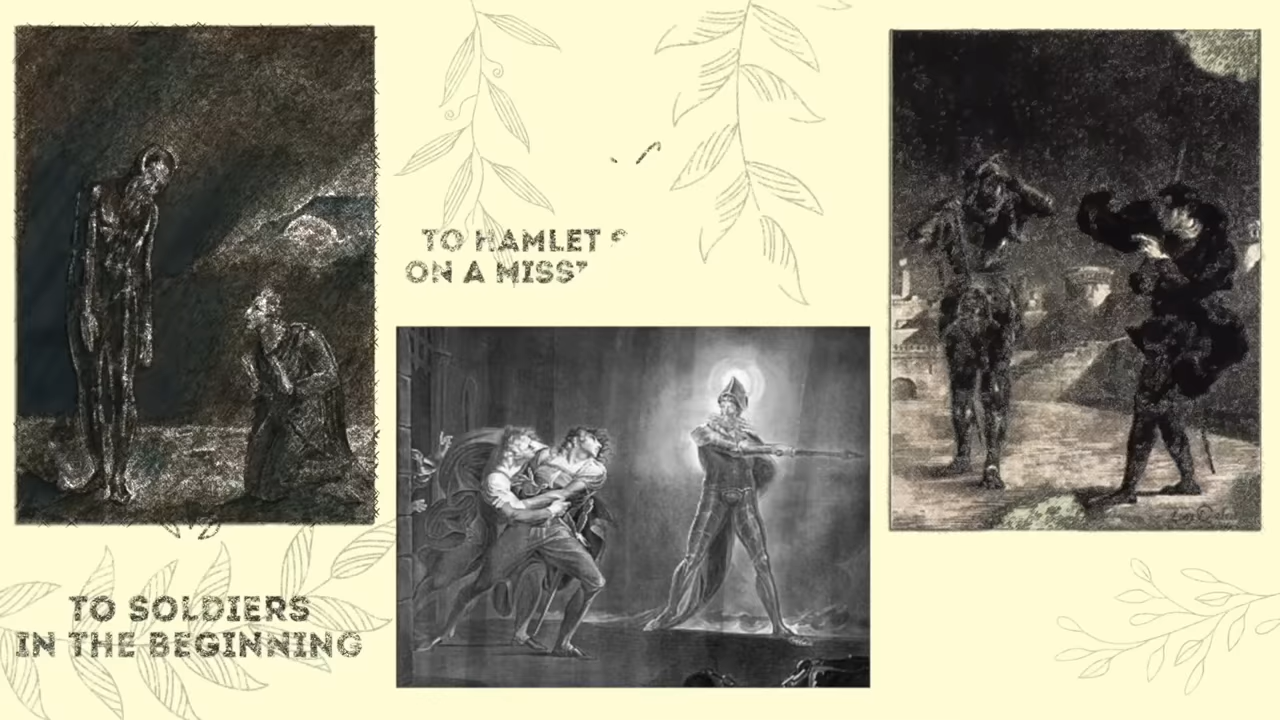 TO HAMLET
ON A
TO SOLDIERS
IN THE BEGINNING